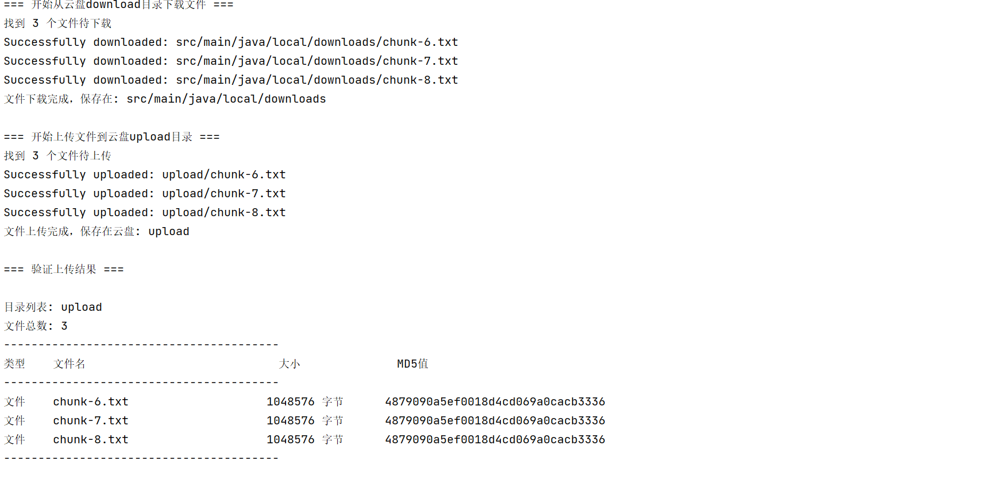 === 开始从云盘download目录下载文件 ===
找到 3 个文件待下载
Successfully downloaded: src/main/java/local/downloads/chunk-6.txt
Successfully downloaded: src/main/java/local/downloads/chunk-7.txt
Successfully downloaded: src/main/java/local/downloads/chunk-8.txt
文件下载完成，保存在: src/main/java/local/downloads
=== 开始上传文件到云盘upload目录 ===
找到 3 个文件待上传
Successfully uploaded: upload/chunk-6.txt
Successfully uploaded: upload/chunk-7.txt
Successfully uploaded: upload/chunk-8.txt
文件上传完成，保存在云盘: upload
=== 验证上传结果 ===
目录列表: upload
文件总数: 3
----------------------------------------
类型 文件名 大小 MD5值
----------------------------------------
文件 chunk-6.txt 1048576 字节 4879090a5ef0018d4cd069a0cacb3336
文件 chunk-7.txt 1048576 字节 4879090a5ef0018d4cd069a0cacb3336
文件 chunk-8.txt 1048576 字节 4879090a5ef0018d4cd069a0cacb3336
----------------------------------------